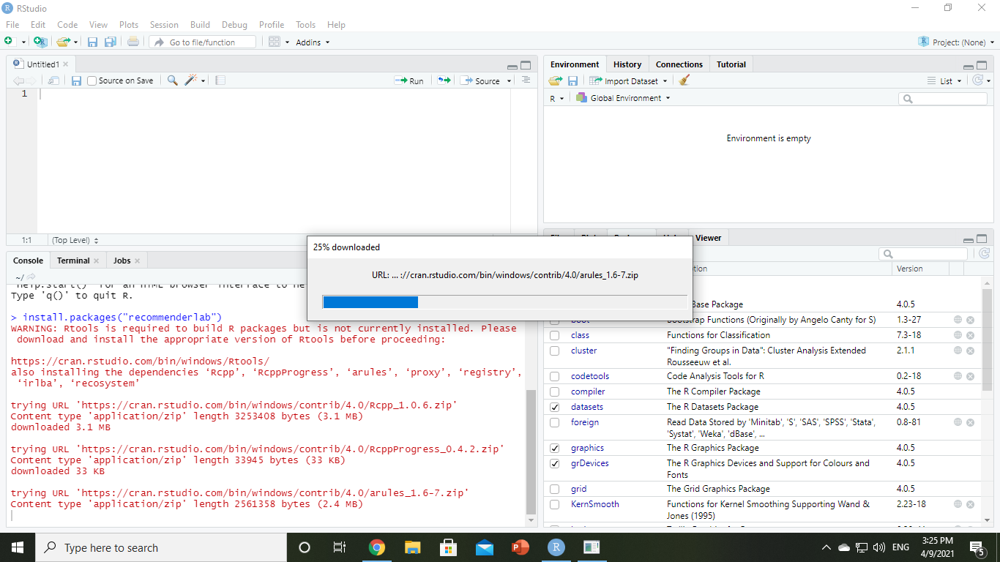 RStudio
File Edit Code View Plots Session Build Debug Profile Tools Help
Go to file/function Addins Project: (None)
Untitled1
Source on Save Run Source
1
1:1 (Top Level)
Console Terminal Jobs
~/
Type 'q()' to quit R.
> install.packages("recommenderlab")
WARNING: Rtools is required to build R packages but is not currently installed. Please
download and install the appropriate version of Rtools before proceeding:
https://cran.rstudio.com/bin/windows/Rtools/
also installing the dependencies ‘Rcpp’, ‘RcppProgress’, ‘arules’, ‘proxy’, ‘registry’,
‘irlba’, ‘recosystem’
trying URL 'https://cran.rstudio.com/bin/windows/contrib/4.0/Rcpp_1.0.6.zip'
Content type 'application/zip' length 3253408 bytes (3.1 MB)
downloaded 3.1 MB
trying URL 'https://cran.rstudio.com/bin/windows/contrib/4.0/RcppProgress_0.4.2.zip'
Content type 'application/zip' length 33945 bytes (33 KB)
downloaded 33 KB
trying URL 'https://cran.rstudio.com/bin/windows/contrib/4.0/arules_1.6-7.zip'
Content type 'application/zip' length 2561358 bytes (2.4 MB)
25% downloaded
URL: ... ://cran.rstudio.com/bin/windows/contrib/4.0/arules_1.6-7.zip
Environment History Connections Tutorial
Import Dataset List
R Global Environment
Environment is empty
Viewer
Version
Base Package 4.0.5
boot Bootstrap Functions (Originally by Angelo Canty for S) 1.3-27
class Functions for Classification 7.3-18
cluster "Finding Groups in Data": Cluster Analysis Extended 2.1.1
Rousseeuw et al.
codetools Code Analysis Tools for R 0.2-18
compiler The R Compiler Package 4.0.5
datasets The R Datasets Package 4.0.5
foreign Read Data Stored by 'Minitab', 'S', 'SAS', 'SPSS', 'Stata', 0.8-81
'Systat', 'Weka', 'dBase', ...
graphics The R Graphics Package 4.0.5
grDevices The R Graphics Devices and Support for Colours and 4.0.5
Fonts
grid The Grid Graphics Package 4.0.5
KernSmooth Functions for Kernel Smoothing Supporting Wand & 2.23-18
Jones (1995)
Type here to search
ENG
3:25 PM
4/9/2021
5